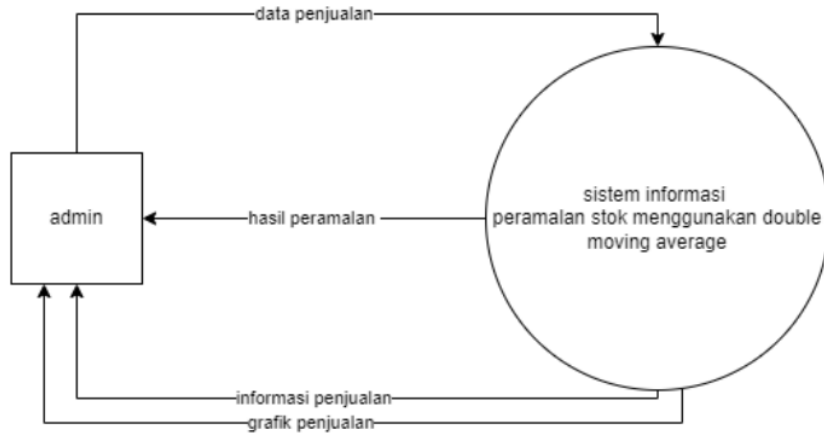 data penjualan
admin
hasil peramalan
sistem informasi
peramalan stok menggunakan double
moving average
informasi penjualan
grafik penjualan